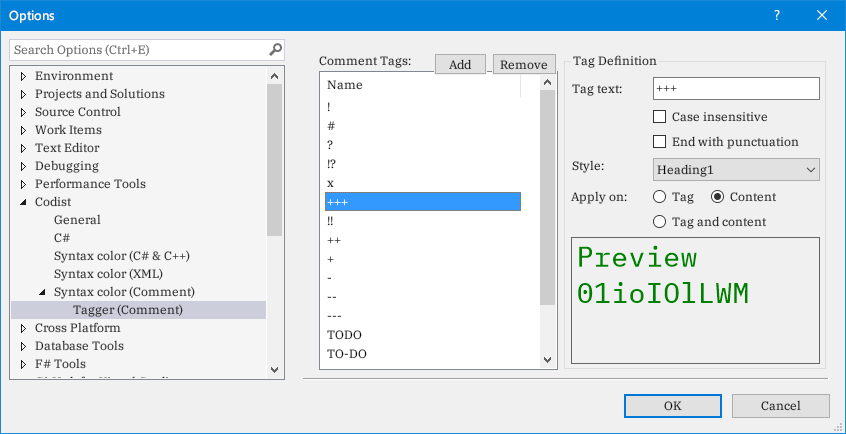 Options
?
Search Options (Ctrl+E)
Environment
Projects and Solutions
Source Control
Work Items
Text Editor
Debugging
Performance Tools
Codist
General
C#
Syntax color (C# & C++)
Syntax color (XML)
Syntax color (Comment)
Tagger (Comment)
Cross Platform
Database Tools
F# Tools
Comment Tags:
Add
Remove
Name
!
#
?
!?
x
+++
!!
++
+
-
--
---
TODO
TO-DO
Tag Definition
Tag text:
+++
Case insensitive
End with punctuation
Style:
Heading1
Apply on:
Tag
Content
Tag and content
Preview
01ioIOlLWM
OK
Cancel